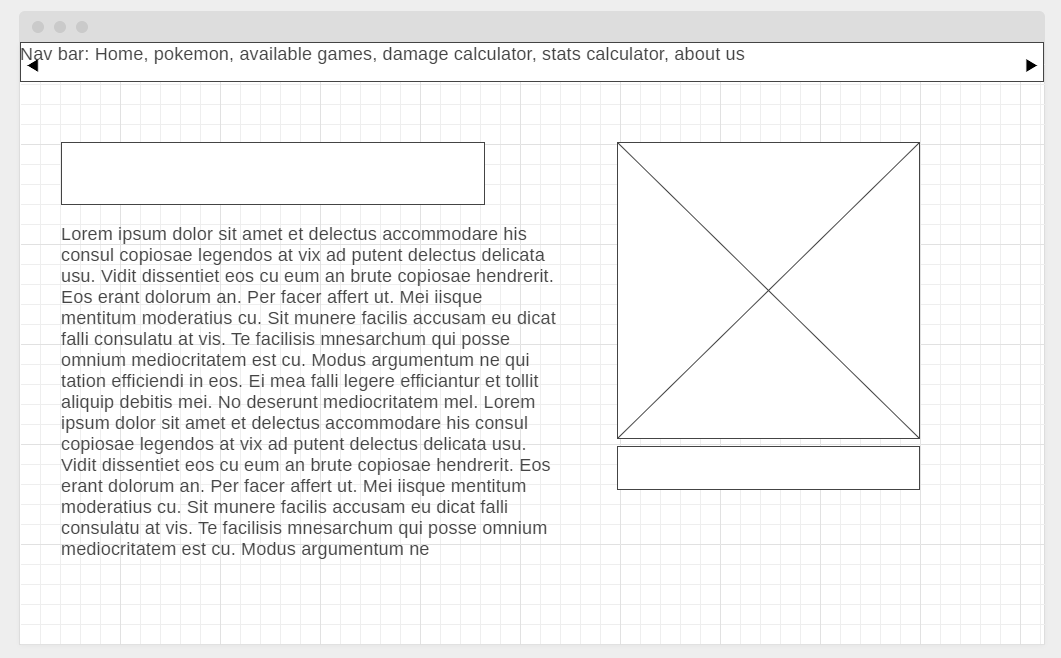 Nav bar: Home, pokemon, available games, damage calculator, stats calculator, about us
Lorem ipsum dolor sit amet et delectus accommodare his
consul copiosae legendos at vix ad putent delectus delicata
usu. Vidit dissentiet eos cu eum an brute copiosae hendrerit.
Eos erant dolorum an. Per facer affert ut. Mei iisque
mentitum moderatius cu. Sit munere facilis accusam eu dicat
falli consulatu at vis. Te facilisis mnesarchum qui posse
omnium mediocritatem est cu. Modus argumentum ne qui
tation efficiendi in eos. Ei mea falli legere efficiantur et tollit
aliquip debitis mei. No deserunt mediocritatem mel. Lorem
ipsum dolor sit amet et delectus accommodare his consul
copiosae legendos at vix ad putent delectus delicata usu.
Vidit dissentiet eos cu eum an brute copiosae hendrerit. Eos
erant dolorum an. Per facer affert ut. Mei iisque mentitum
moderatius cu. Sit munere facilis accusam eu dicat falli
consulatu at vis. Te facilisis mnesarchum qui posse omnium
mediocritatem est cu. Modus argumentum ne